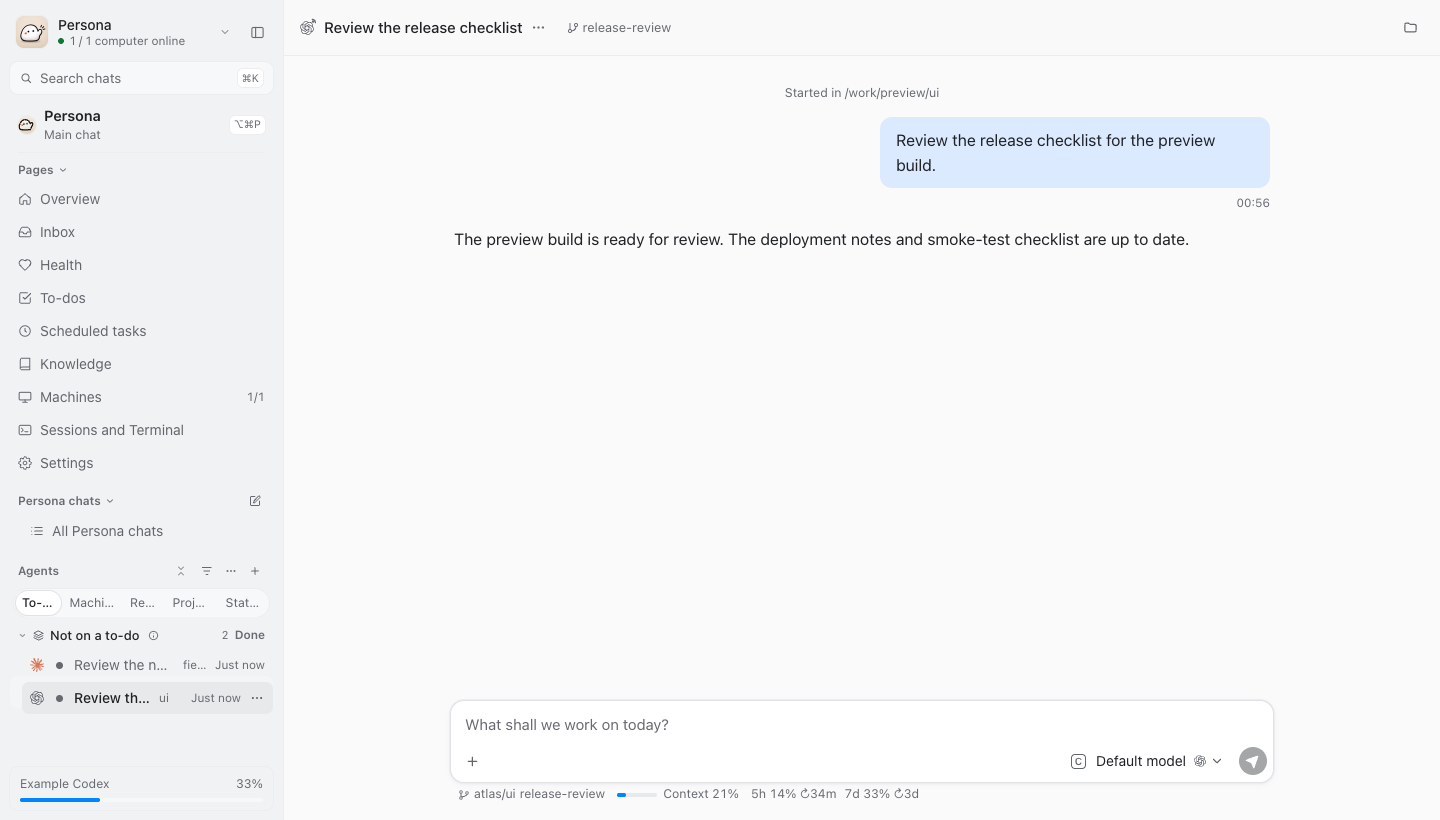 Persona
1 / 1 computer online
Search chats
⌘K
Persona
Main chat
⌥⌘P
Pages
Overview
Inbox
Health
To-dos
Scheduled tasks
Knowledge
Machines 1/1
Sessions and Terminal
Settings
Persona chats
All Persona chats
Agents
To-... Machi... Re... Proj... Stat...
Not on a to-do 2 Done
Review the n... fie... Just now
Review th... ui Just now
Example Codex 33%
Review the release checklist
release-review
Started in /work/preview/ui
Review the release checklist for the preview
build.
00:56
The preview build is ready for review. The deployment notes and smoke-test checklist are up to date.
What shall we work on today?
C Default model
atlas/ui release-review Context 21% 5h 14% ↻34m 7d 33% ↻3d